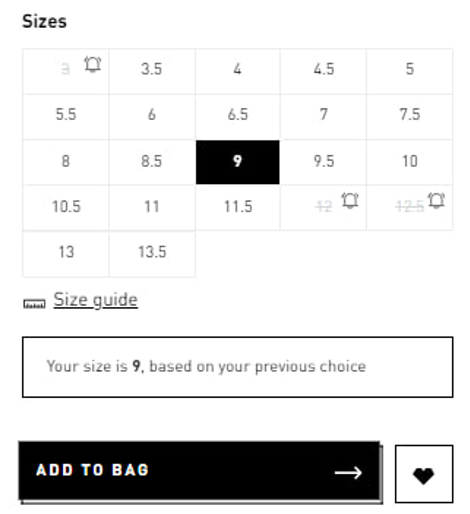 Sizes
3 3.5 4 4.5 5
5.5 6 6.5 7 7.5
8 8.5 9 9.5 10
10.5 11 11.5 12 12.5
13 13.5
Size guide
Your size is 9, based on your previous choice
ADD TO BAG